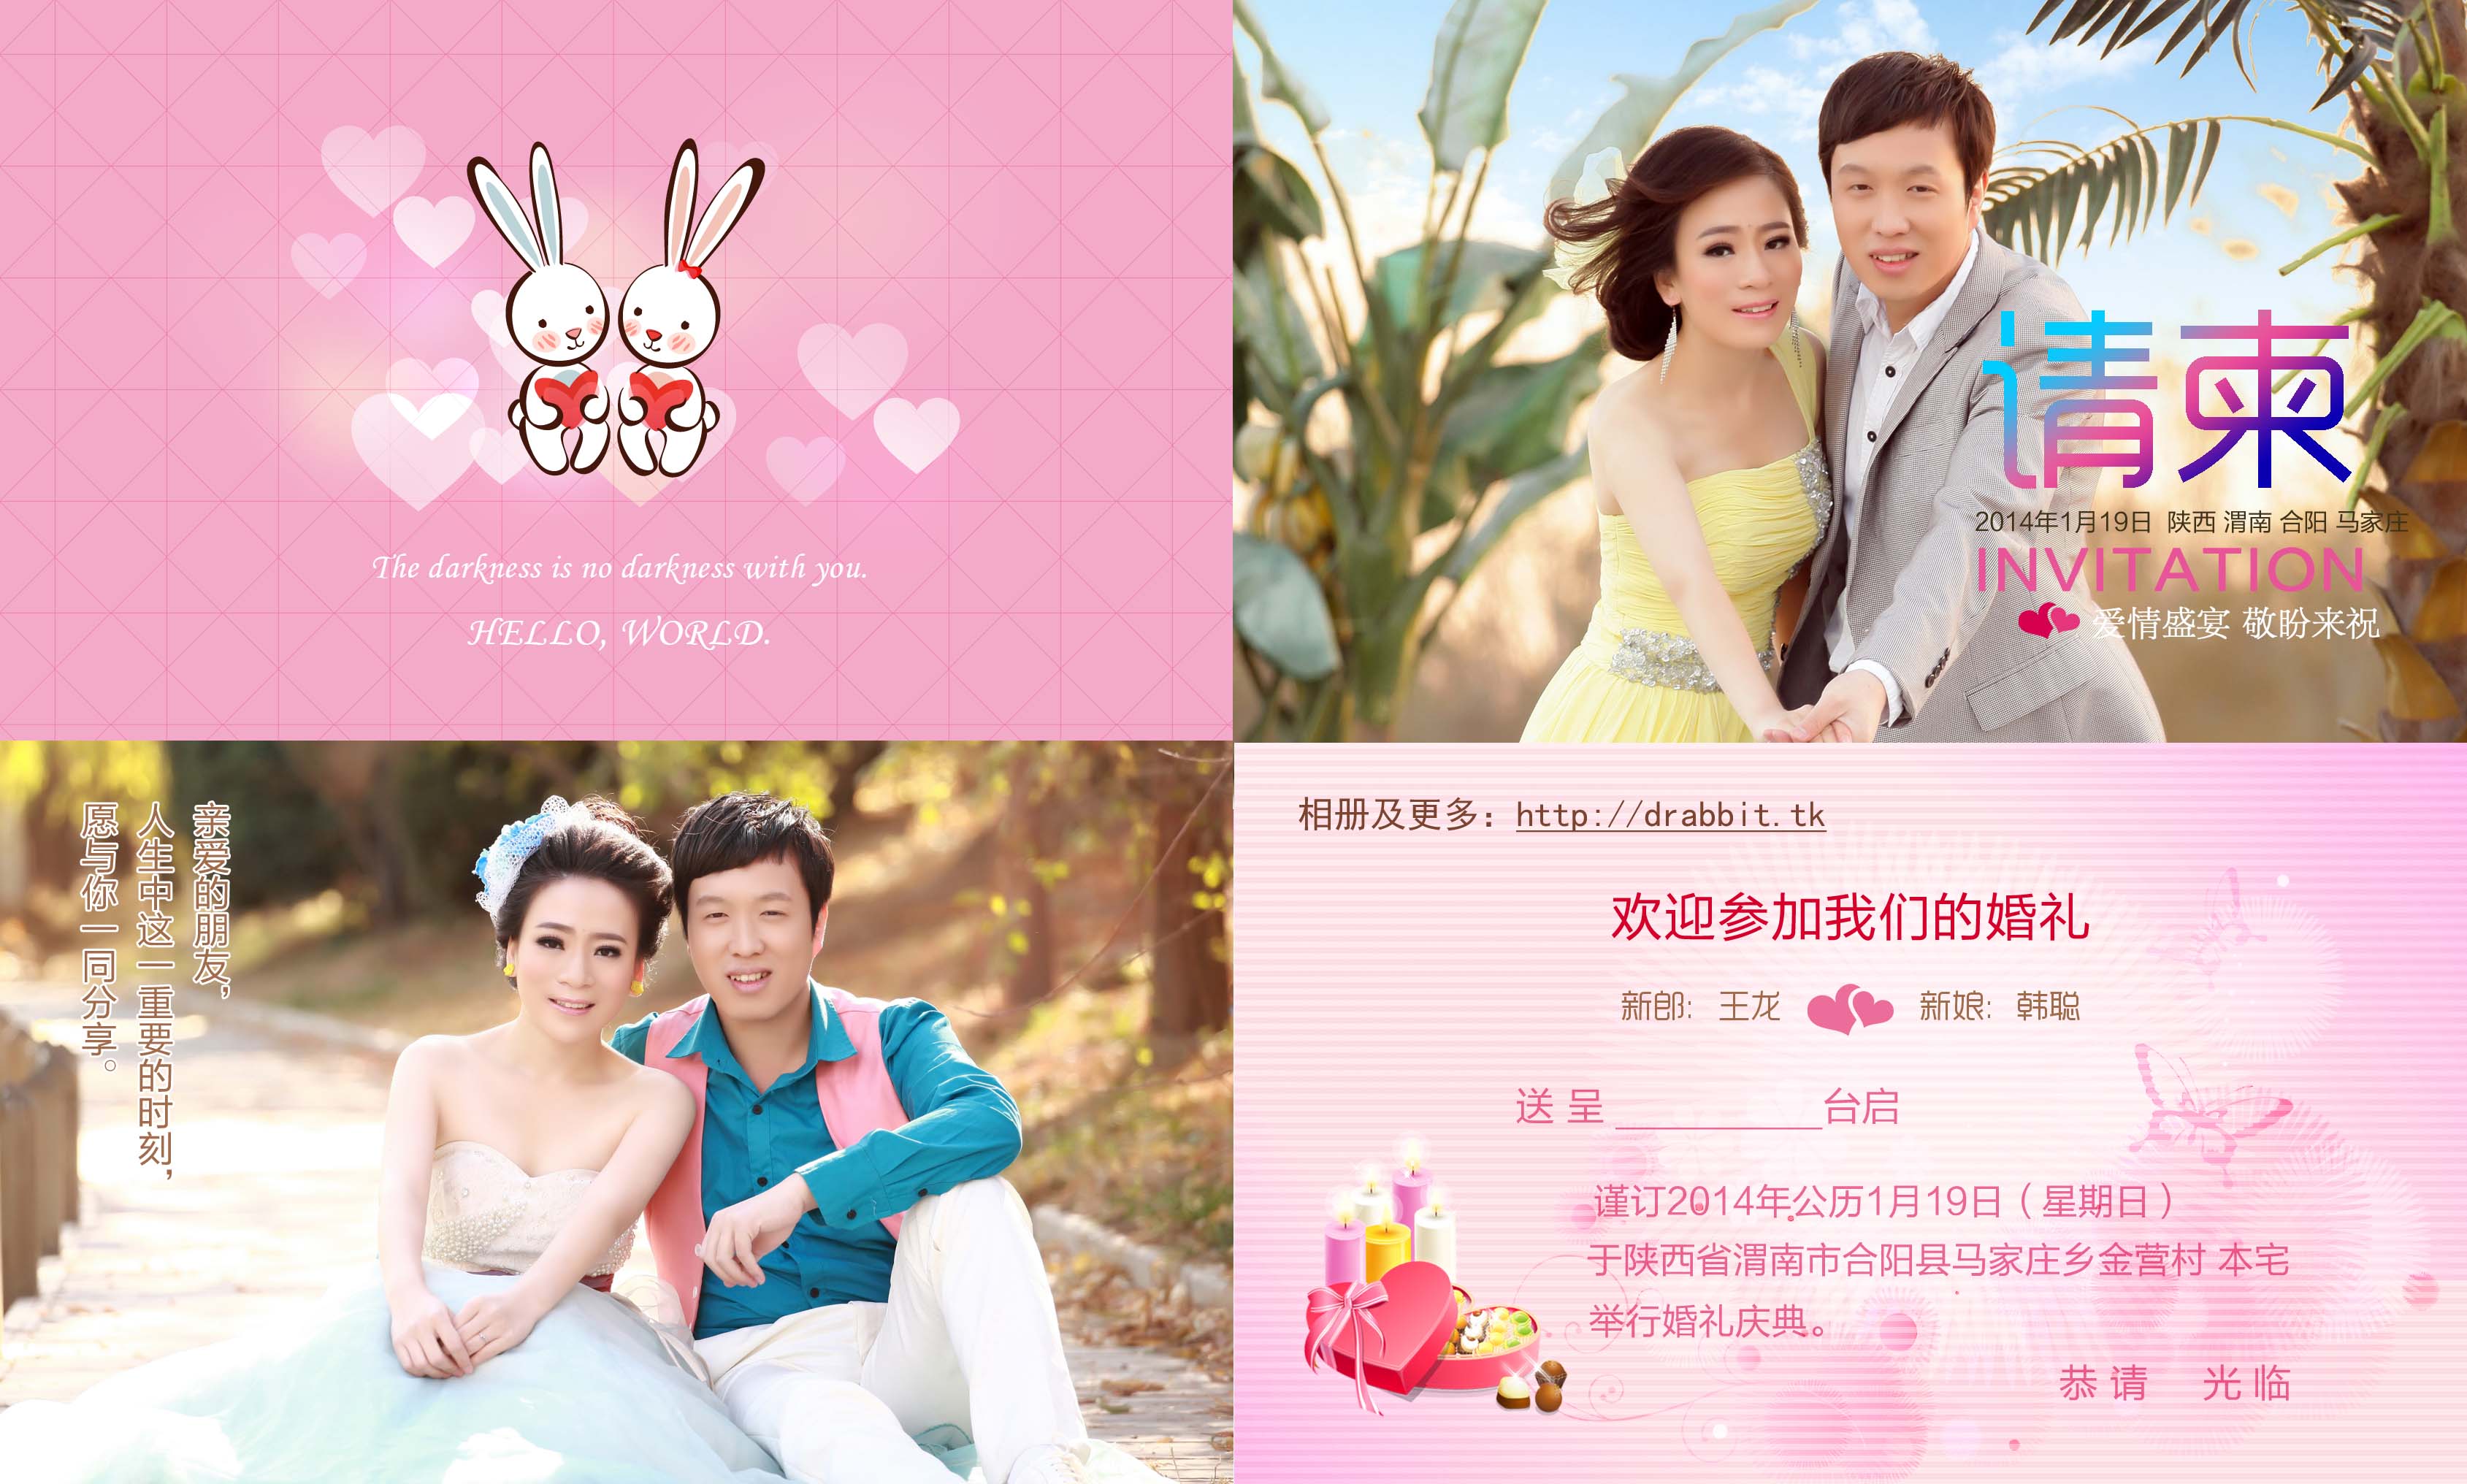 The darkness is no darkness with you.
HELLO, WORLD.
请柬
2014年1月19日 陕西 渭南 合阳 马家庄
INVITATION
爱情盛宴 敬盼来祝
亲爱的朋友，
人生中这一重要的时刻，
愿与你一同分享。
相册及更多：http://drabbit.tk
欢迎参加我们的婚礼
新郎: 王龙 新娘: 韩聪
送 呈 ________ 台启
谨订2014年公历1月19日（星期日）
于陕西省渭南市合阳县马家庄乡金营村 本宅
举行婚礼庆典。
恭 请 光 临